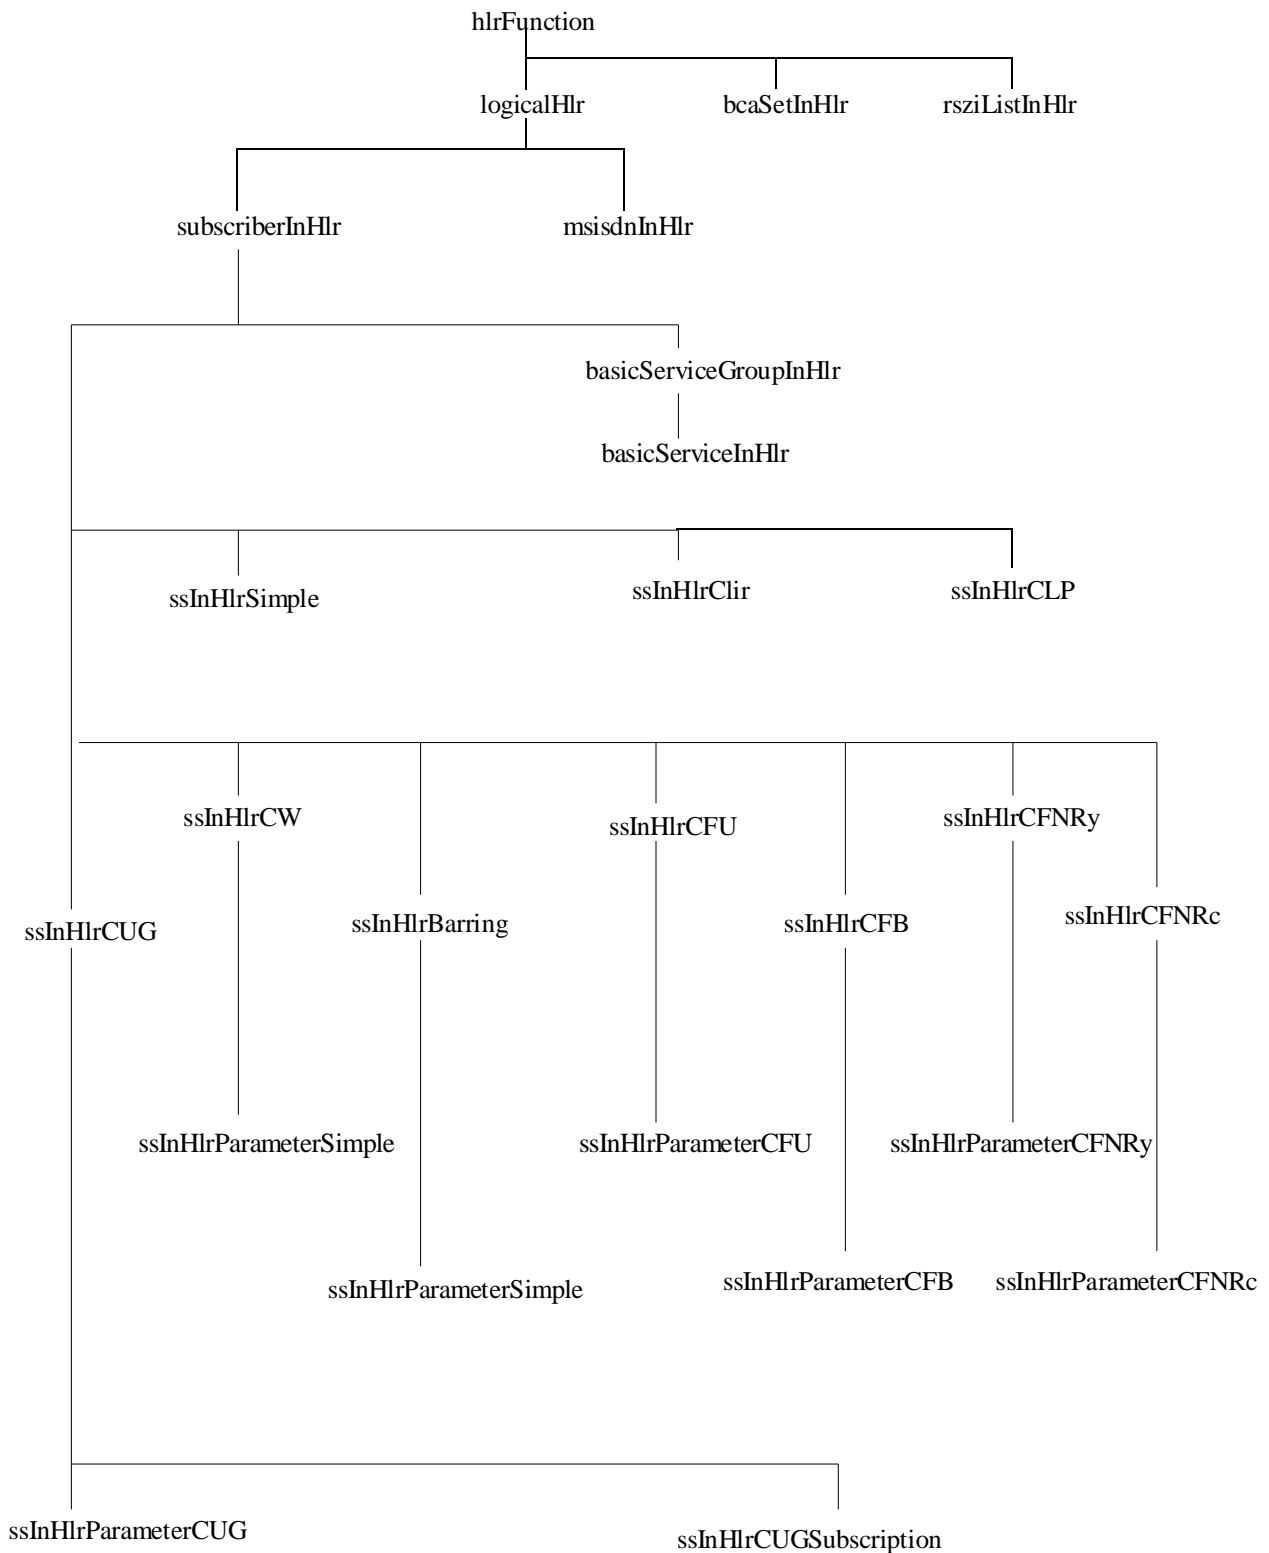 hlrFunction
logicalHlr
bcaSetInHlr
rsziListInHlr
subscriberInHlr
msisdnInHlr
basicServiceGroupInHlr
basicServiceInHlr
ssInHlrSimple
ssInHlrClir
ssInHlrCLP
ssInHlrCW
ssInHlrCFU
ssInHlrCFNRy
ssInHlrCUG
ssInHlrBarring
ssInHlrCFB
ssInHlrCFNRc
ssInHlrParameterSimple
ssInHlrParameterCFU
ssInHlrParameterCFNRy
ssInHlrParameterSimple
ssInHlrParameterCFB
ssInHlrParameterCFNRc
ssInHlrParameterCUG
ssInHlrCUGSubscription